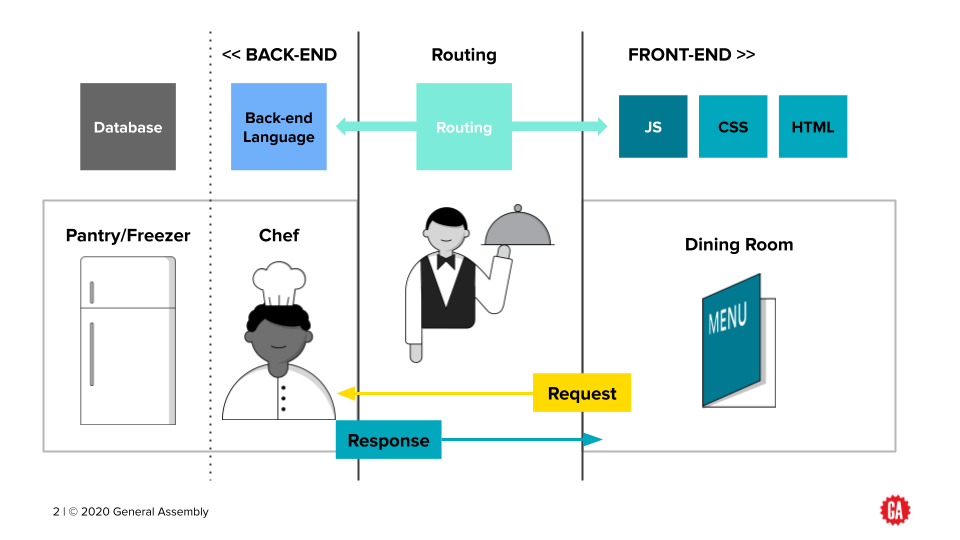 << BACK-END
Routing
FRONT-END >>
Database
Back-end
Language
Routing
JS
CSS
HTML
Pantry/Freezer
Chef
Dining Room
MENU
Request
Response
2 | © 2020 General Assembly
GA